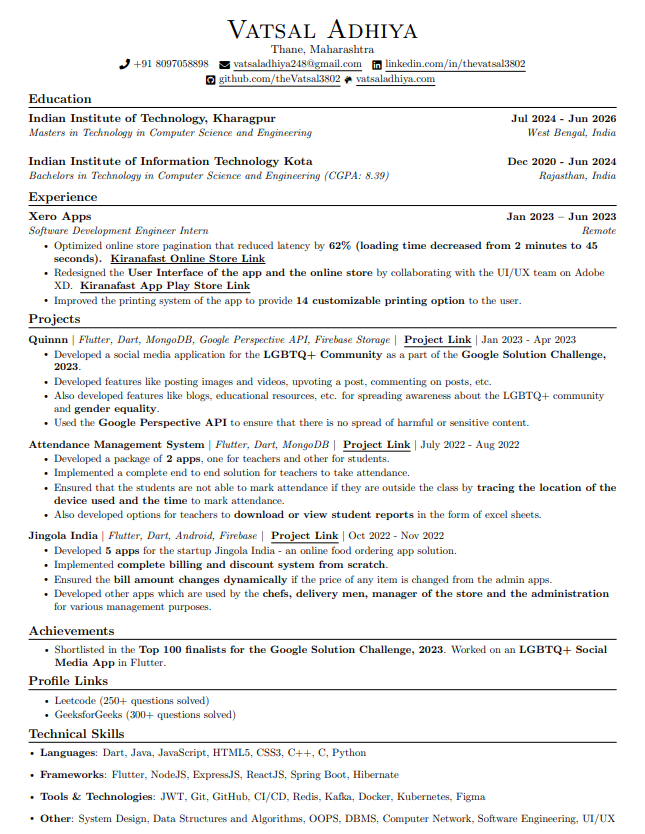 Vatsal Adhiya
Thane, Maharashtra
+91 8097058898 vatsaladhiya248@gmail.com linkedin.com/in/thevatsal3802
github.com/theVatsal3802 vatsaladhiya.com
Education
Indian Institute of Technology, Kharagpur Jul 2024 - Jun 2026
Masters in Technology in Computer Science and Engineering West Bengal, India
Indian Institute of Information Technology Kota Dec 2020 - Jun 2024
Bachelors in Technology in Computer Science and Engineering (CGPA: 8.39) Rajasthan, India
Experience
Xero Apps Jan 2023 – Jun 2023
Software Development Engineer Intern Remote
• Optimized online store pagination that reduced latency by 62% (loading time decreased from 2 minutes to 45
seconds). Kiranafast Online Store Link
• Redesigned the User Interface of the app and the online store by collaborating with the UI/UX team on Adobe
XD. Kiranafast App Play Store Link
• Improved the printing system of the app to provide 14 customizable printing option to the user.
Projects
Quinnn | Flutter, Dart, MongoDB, Google Perspective API, Firebase Storage | Project Link | Jan 2023 - Apr 2023
• Developed a social media application for the LGBTQ+ Community as a part of the Google Solution Challenge,
2023.
• Developed features like posting images and videos, upvoting a post, commenting on posts, etc.
• Also developed features like blogs, educational resources, etc. for spreading awareness about the LGBTQ+ community
and gender equality.
• Used the Google Perspective API to ensure that there is no spread of harmful or sensitive content.
Attendance Management System | Flutter, Dart, MongoDB | Project Link | July 2022 - Aug 2022
• Developed a package of 2 apps, one for teachers and other for students.
• Implemented a complete end to end solution for teachers to take attendance.
• Ensured that the students are not able to mark attendance if they are outside the class by tracing the location of the
device used and the time to mark attendance.
• Also developed options for teachers to download or view student reports in the form of excel sheets.
Jingola India | Flutter, Dart, Android, Firebase | Project Link | Oct 2022 - Nov 2022
• Developed 5 apps for the startup Jingola India - an online food ordering app solution.
• Implemented complete billing and discount system from scratch.
• Ensured the bill amount changes dynamically if the price of any item is changed from the admin apps.
• Developed other apps which are used by the chefs, delivery men, manager of the store and the administration
for various management purposes.
Achievements
• Shortlisted in the Top 100 finalists for the Google Solution Challenge, 2023. Worked on an LGBTQ+ Social
Media App in Flutter.
Profile Links
• Leetcode (250+ questions solved)
• GeeksforGeeks (300+ questions solved)
Technical Skills
• Languages: Dart, Java, JavaScript, HTML5, CSS3, C++, C, Python
• Frameworks: Flutter, NodeJS, ExpressJS, ReactJS, Spring Boot, Hibernate
• Tools & Technologies: JWT, Git, GitHub, CI/CD, Redis, Kafka, Docker, Kubernetes, Figma
• Other: System Design, Data Structures and Algorithms, OOPS, DBMS, Computer Network, Software Engineering, UI/UX